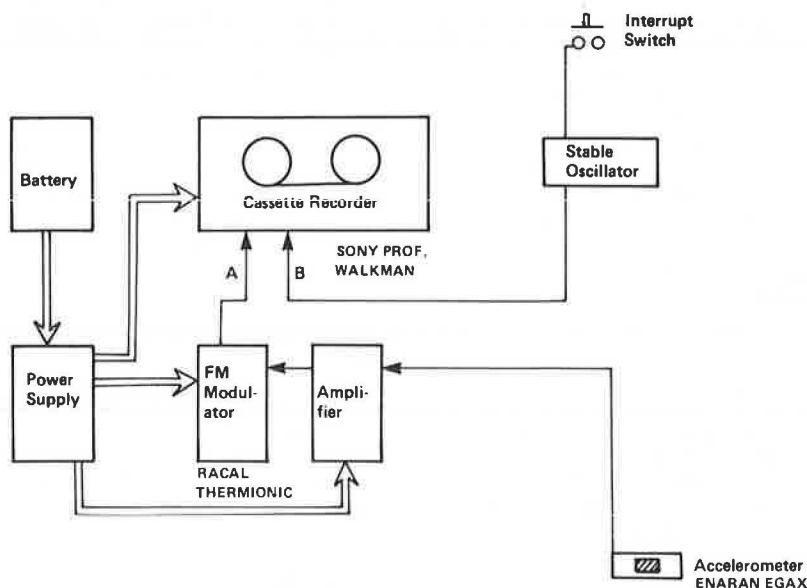 Interrupt
Switch
Stable
Oscillator
Battery
Cassette Recorder
SONY PROF,
WALKMAN
A
B
Power
Supply
FM
Modul-
ator
Ampli-
fier
RACAL
THERMIONIC
Accelerometer
ENARAN EGAX